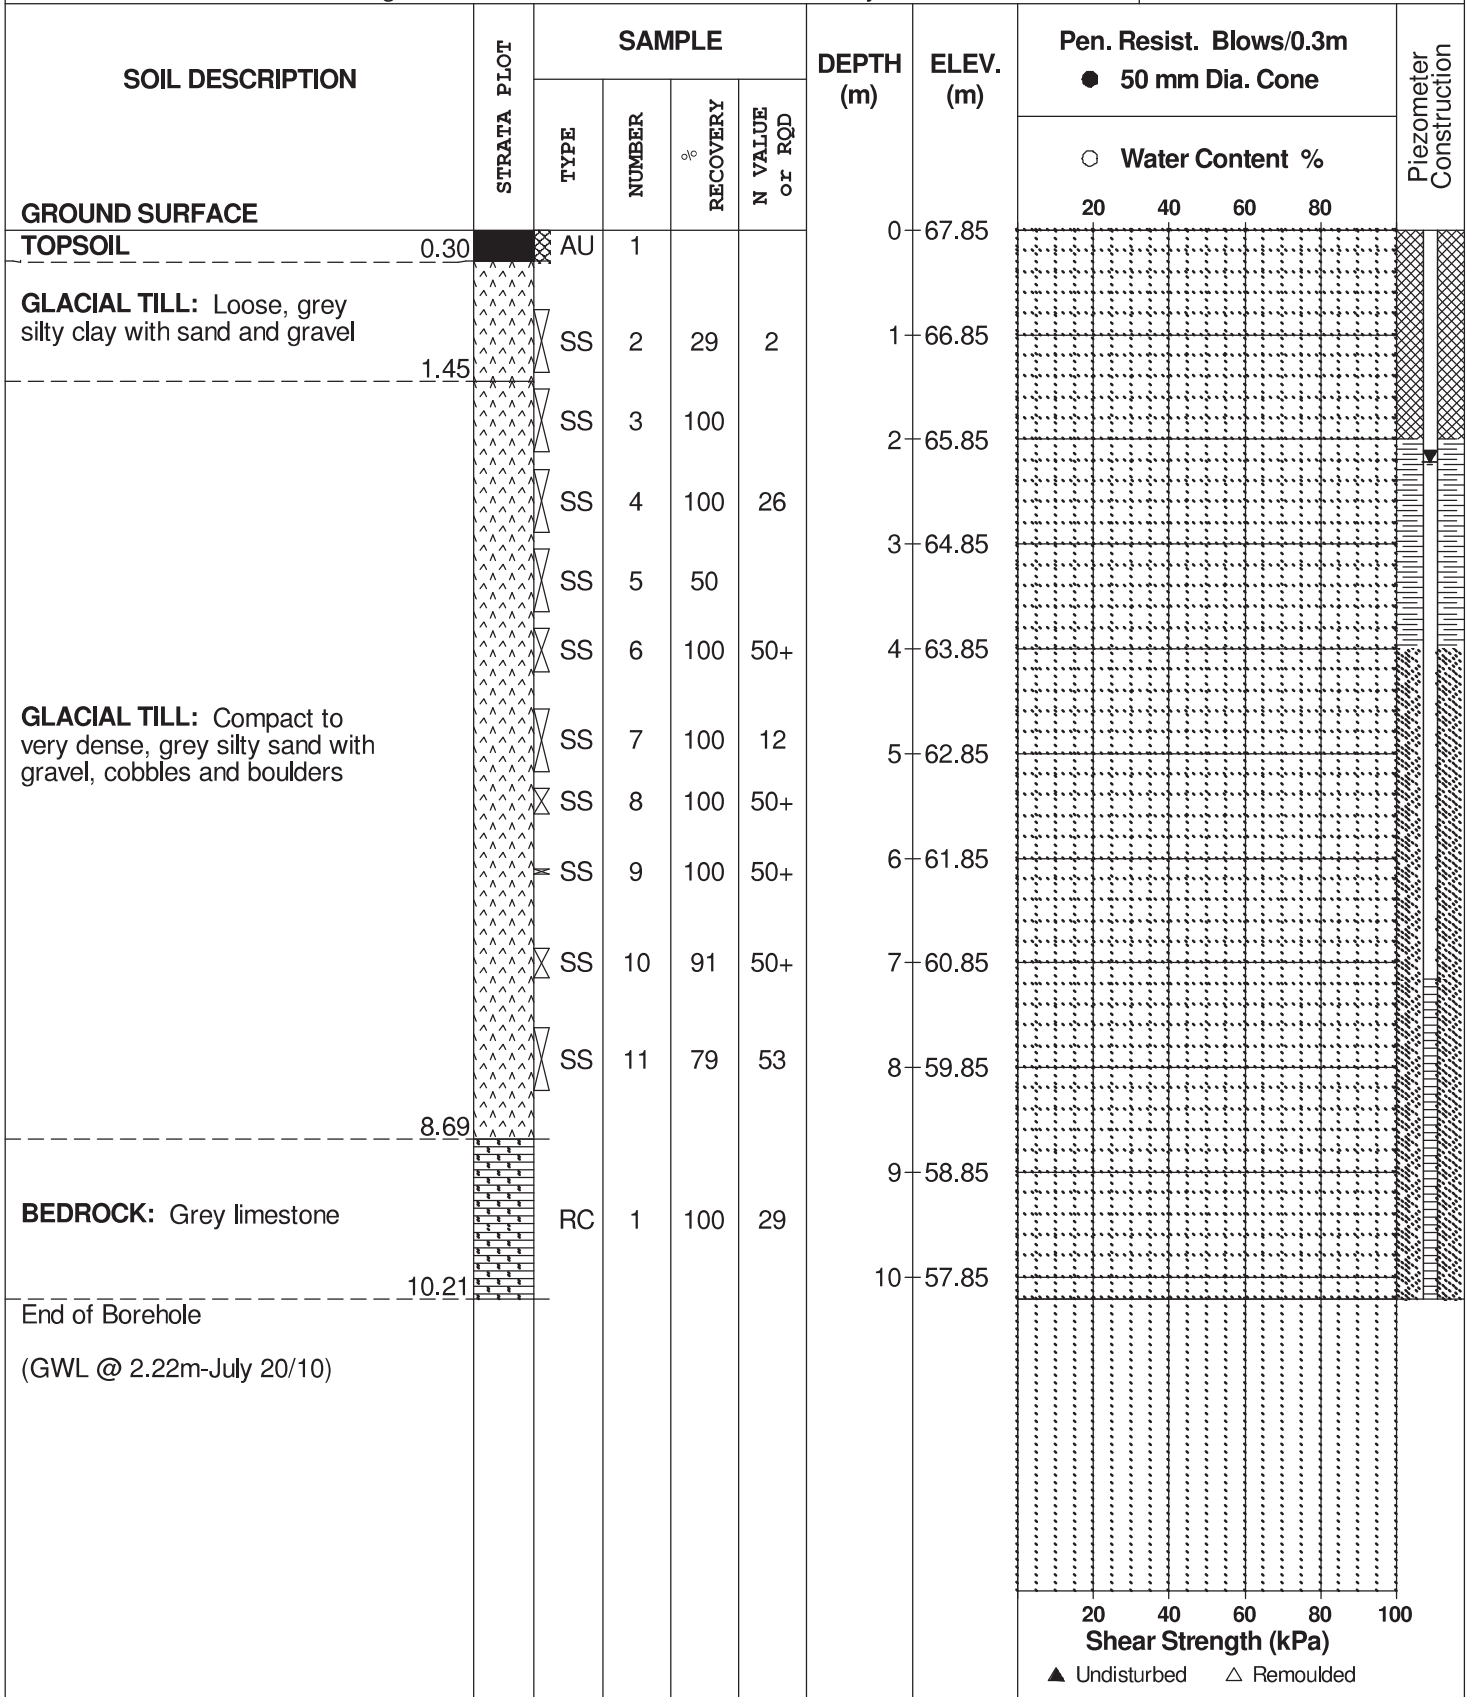 SOIL DESCRIPTION
STRATA PLOT
SAMPLE
TYPE
NUMBER
% RECOVERY
N VALUE or RQD
DEPTH (m)
ELEV. (m)
Pen. Resist. Blows/0.3m
● 50 mm Dia. Cone
○ Water Content %
20 40 60 80
Piezometer Construction
GROUND SURFACE
0 67.85
TOPSOIL 0.30 AU 1
GLACIAL TILL: Loose, grey
silty clay with sand and gravel
SS 2 29 2
1 66.85
1.45
SS 3 100
2 65.85
SS 4 100 26
3 64.85
SS 5 50
SS 6 100 50+
4 63.85
GLACIAL TILL: Compact to
very dense, grey silty sand with
gravel, cobbles and boulders
SS 7 100 12
5 62.85
SS 8 100 50+
6 61.85
SS 9 100 50+
SS 10 91 50+
7 60.85
SS 11 79 53
8 59.85
8.69
9 58.85
BEDROCK: Grey limestone
RC 1 100 29
10 57.85
10.21
End of Borehole
(GWL @ 2.22m-July 20/10)
20 40 60 80 100
Shear Strength (kPa)
▲ Undisturbed △ Remoulded